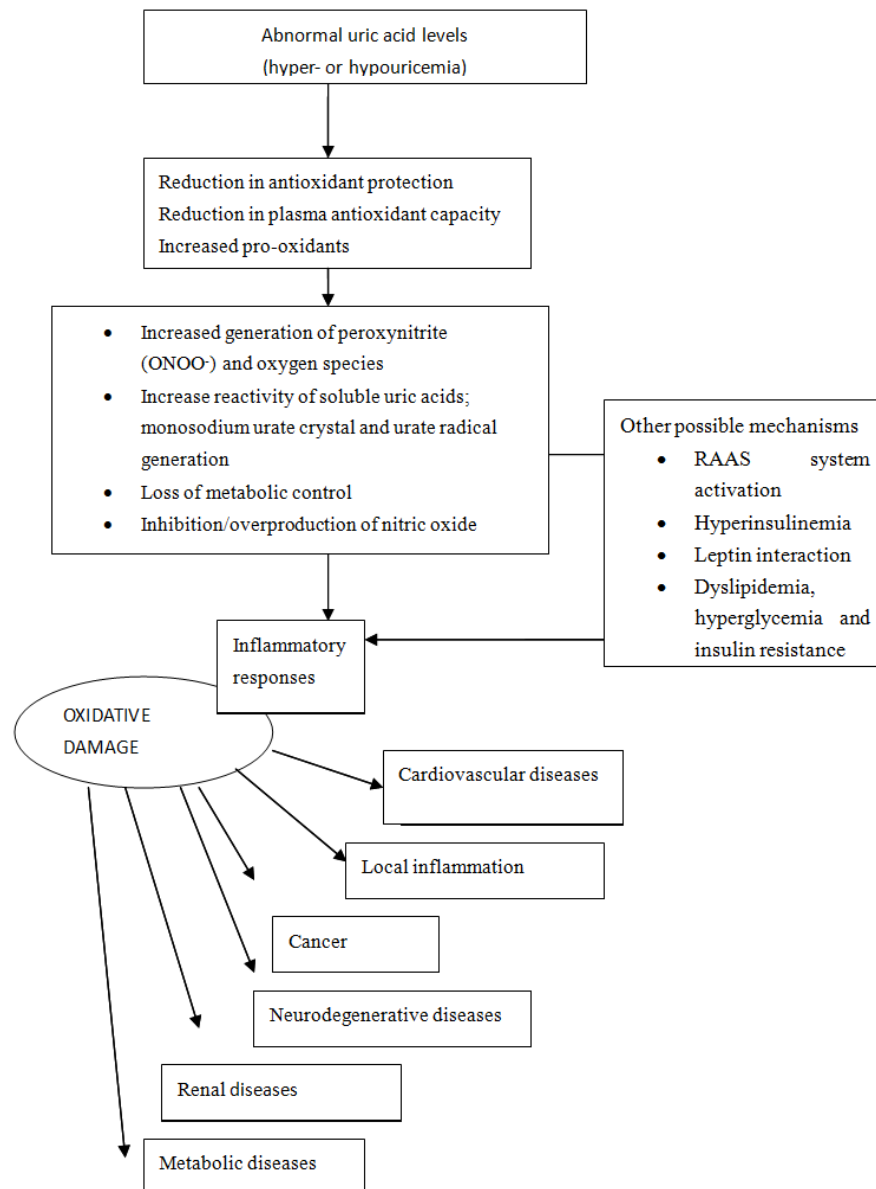 Abnormal uric acid levels
(hyper- or hypouricemia)
Reduction in antioxidant protection
Reduction in plasma antioxidant capacity
Increased pro-oxidants
• Increased generation of peroxynitrite
(ONOO-) and oxygen species
• Increase reactivity of soluble uric acids;
monosodium urate crystal and urate radical
generation
• Loss of metabolic control
• Inhibition/overproduction of nitric oxide
Other possible mechanisms
• RAAS system
activation
• Hyperinsulinemia
• Leptin interaction
• Dyslipidemia,
hyperglycemia and
insulin resistance
Inflammatory
responses
OXIDATIVE
DAMAGE
Cardiovascular diseases
Local inflammation
Cancer
Neurodegenerative diseases
Renal diseases
Metabolic diseases